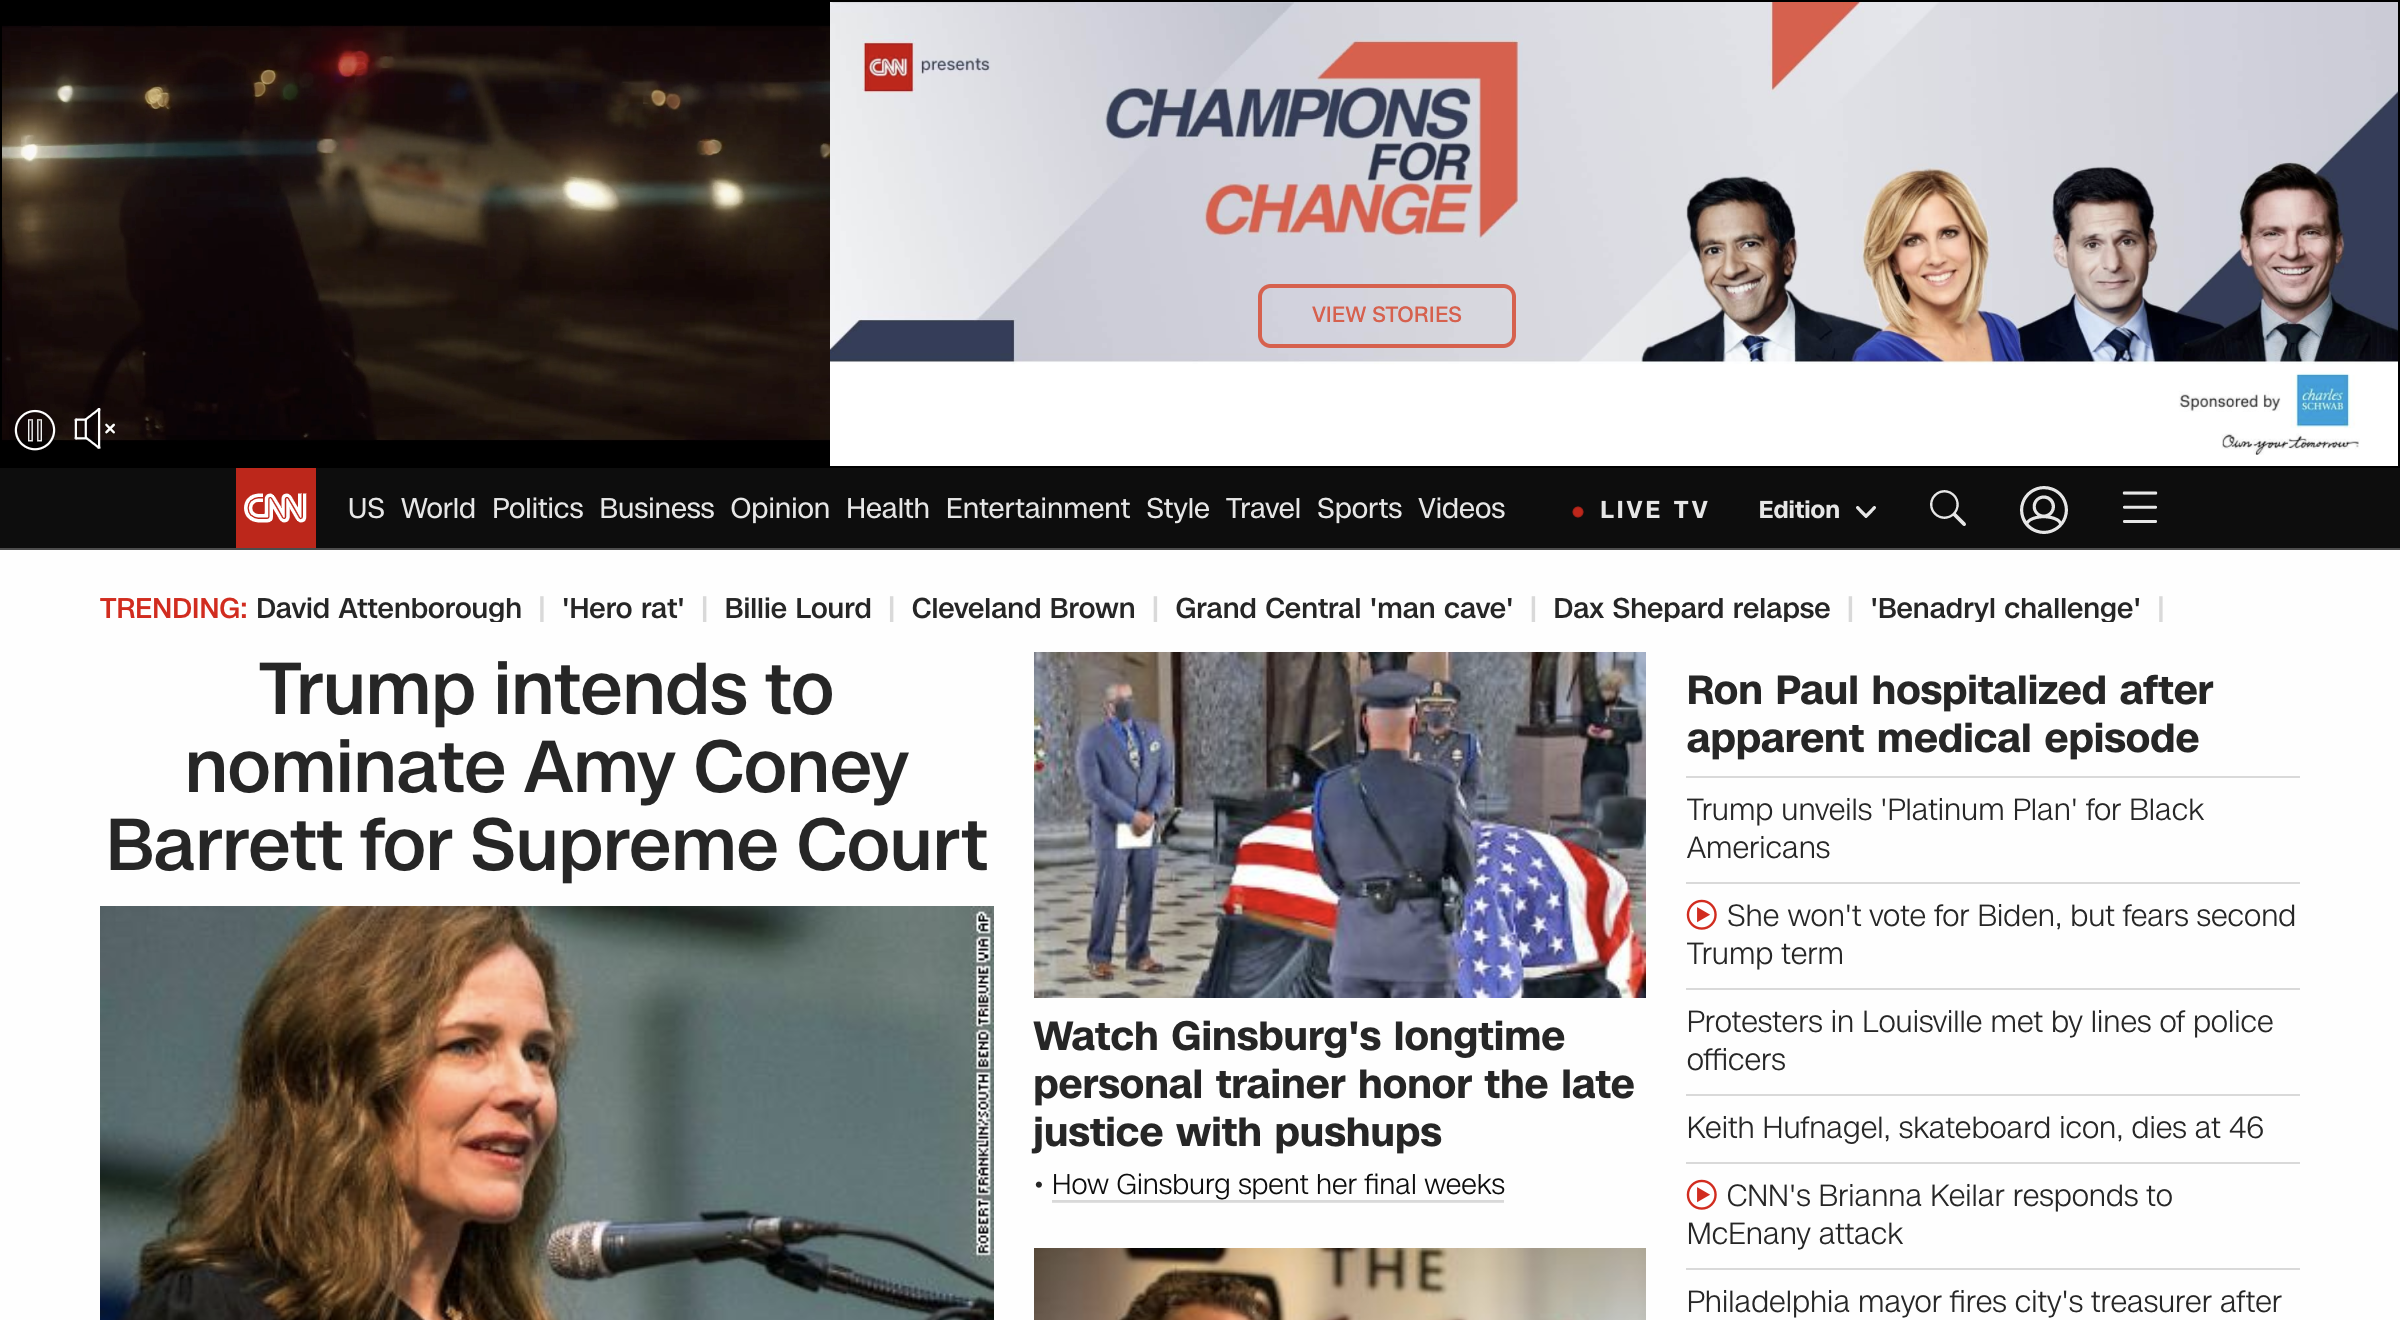 CNN presents
CHAMPIONS
FOR
CHANGE
VIEW STORIES
Sponsored by
charles
SCHWAB
Own your tomorrow
CNN US World Politics Business Opinion Health Entertainment Style Travel Sports Videos LIVE TV Edition
TRENDING: David Attenborough | 'Hero rat' | Billie Lourd | Cleveland Brown | Grand Central 'man cave' | Dax Shepard relapse | 'Benadryl challenge' |
Trump intends to
nominate Amy Coney
Barrett for Supreme Court
ROBERT FRANKLIN/SOUTH BEND TRIBUNE VIA AP
Watch Ginsburg's longtime
personal trainer honor the late
justice with pushups
• How Ginsburg spent her final weeks
THE
Ron Paul hospitalized after
apparent medical episode
Trump unveils 'Platinum Plan' for Black
Americans
She won't vote for Biden, but fears second
Trump term
Protesters in Louisville met by lines of police
officers
Keith Hufnagel, skateboard icon, dies at 46
CNN's Brianna Keilar responds to
McEnany attack
Philadelphia mayor fires city's treasurer after